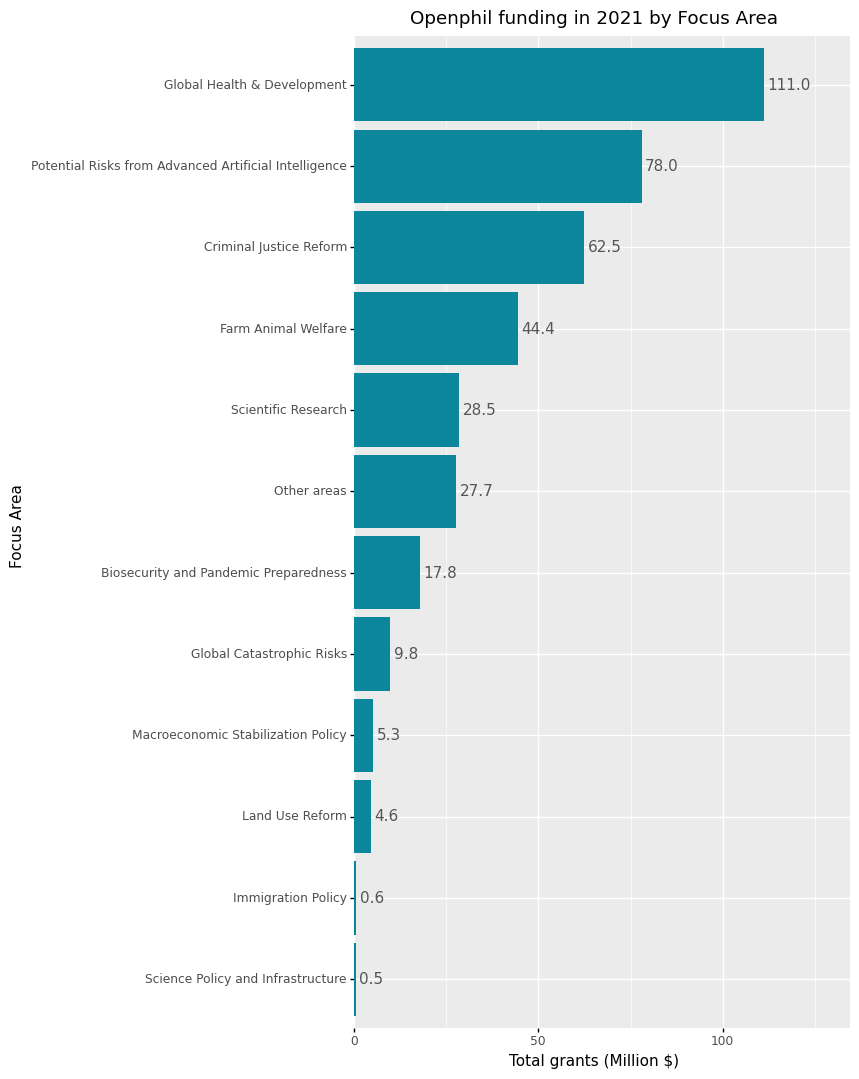 Openphil funding in 2021 by Focus Area
Global Health & Development 111.0
Potential Risks from Advanced Artificial Intelligence 78.0
Criminal Justice Reform 62.5
Farm Animal Welfare 44.4
Scientific Research 28.5
Other areas 27.7
Focus Area
Biosecurity and Pandemic Preparedness 17.8
Global Catastrophic Risks 9.8
Macroeconomic Stabilization Policy 5.3
Land Use Reform 4.6
Immigration Policy 0.6
Science Policy and Infrastructure 0.5
0 50 100
Total grants (Million $)